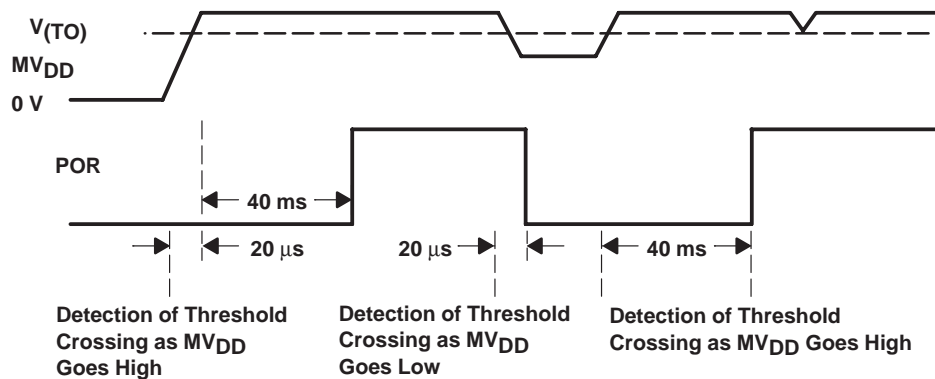 V(TO)
MVDD
0 V
POR
40 ms
20 μs
20 μs
40 ms
Detection of Threshold
Crossing as MVDD
Goes High
Detection of Threshold
Crossing as MVDD
Goes Low
Detection of Threshold
Crossing as MVDD Goes High